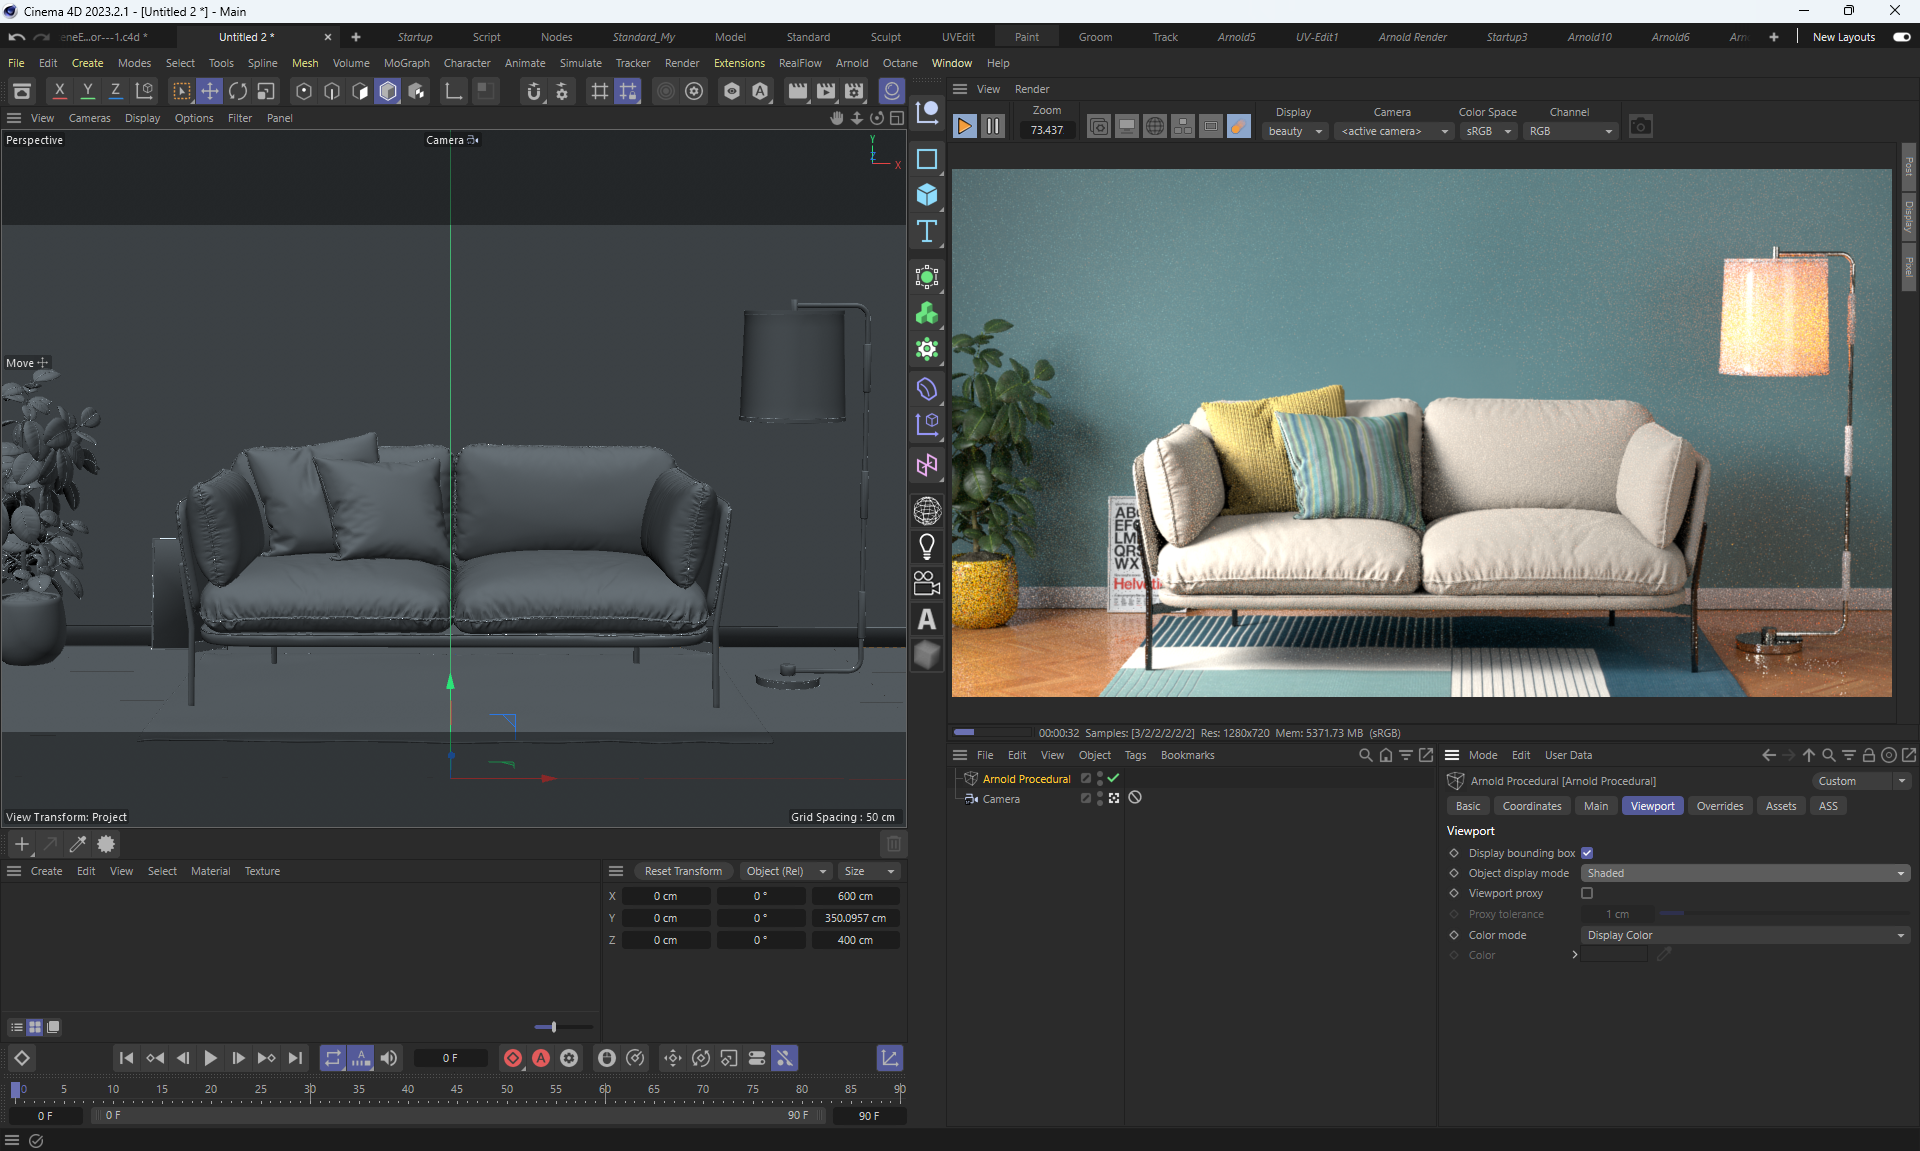 Cinema 4D 2023.2.1 - [Untitled 2 *] - Main
eneE...or---1.c4d *
Untitled 2 *
Startup
Script
Nodes
Standard_My
Model
Standard
Sculpt
UVEdit
Paint
Groom
Track
Arnold5
UV-Edit1
Arnold Render
Startup3
Arnold10
Arnold6
New Layouts
File Edit Create Modes Select Tools Spline Mesh Volume MoGraph Character Animate Simulate Tracker Render Extensions RealFlow Arnold Octane Window Help
X Y Z
View Cameras Display Options Filter Panel
Perspective
Camera
Y
Z
X
Move
View Transform: Project
Grid Spacing : 50 cm
View Render
Zoom
73.437
Display
beauty
Camera
<active camera>
Color Space
sRGB
Channel
RGB
Post
Display
Pixel
Helveti
00:00:32 Samples: [3/2/2/2/2/2] Res: 1280x720 Mem: 5371.73 MB (sRGB)
File Edit View Object Tags Bookmarks
Arnold Procedural
Camera
Mode Edit User Data
Arnold Procedural [Arnold Procedural]
Custom
Basic Coordinates Main Viewport Overrides Assets ASS
Viewport
Display bounding box
Object display mode Shaded
Viewport proxy
Proxy tolerance 1 cm
Color mode Display Color
Color
Create Edit View Select Material Texture
Reset Transform Object (Rel) Size
X 0 cm 0 ° 600 cm
Y 0 cm 0 ° 350.0957 cm
Z 0 cm 0 ° 400 cm
0 F
0 5 10 15 20 25 30 35 40 45 50 55 60 65 70 75 80 85 90
0 F 0 F 90 F 90 F